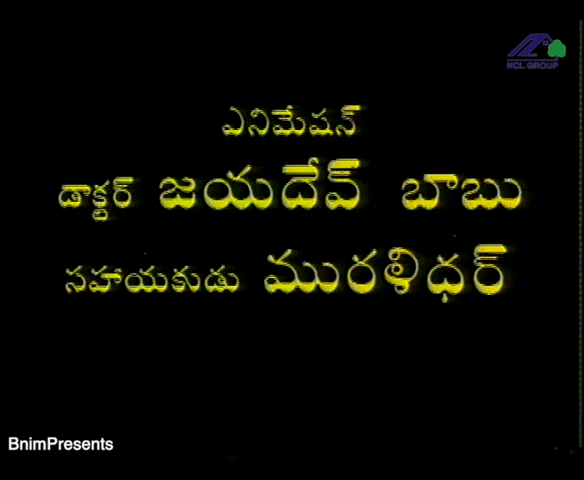 NCL GROUP
ఎనిమేషన్
డాక్టర్ జయదేవ్ బాబు
సహాయకుడు మురళిధర్
BnimPresents